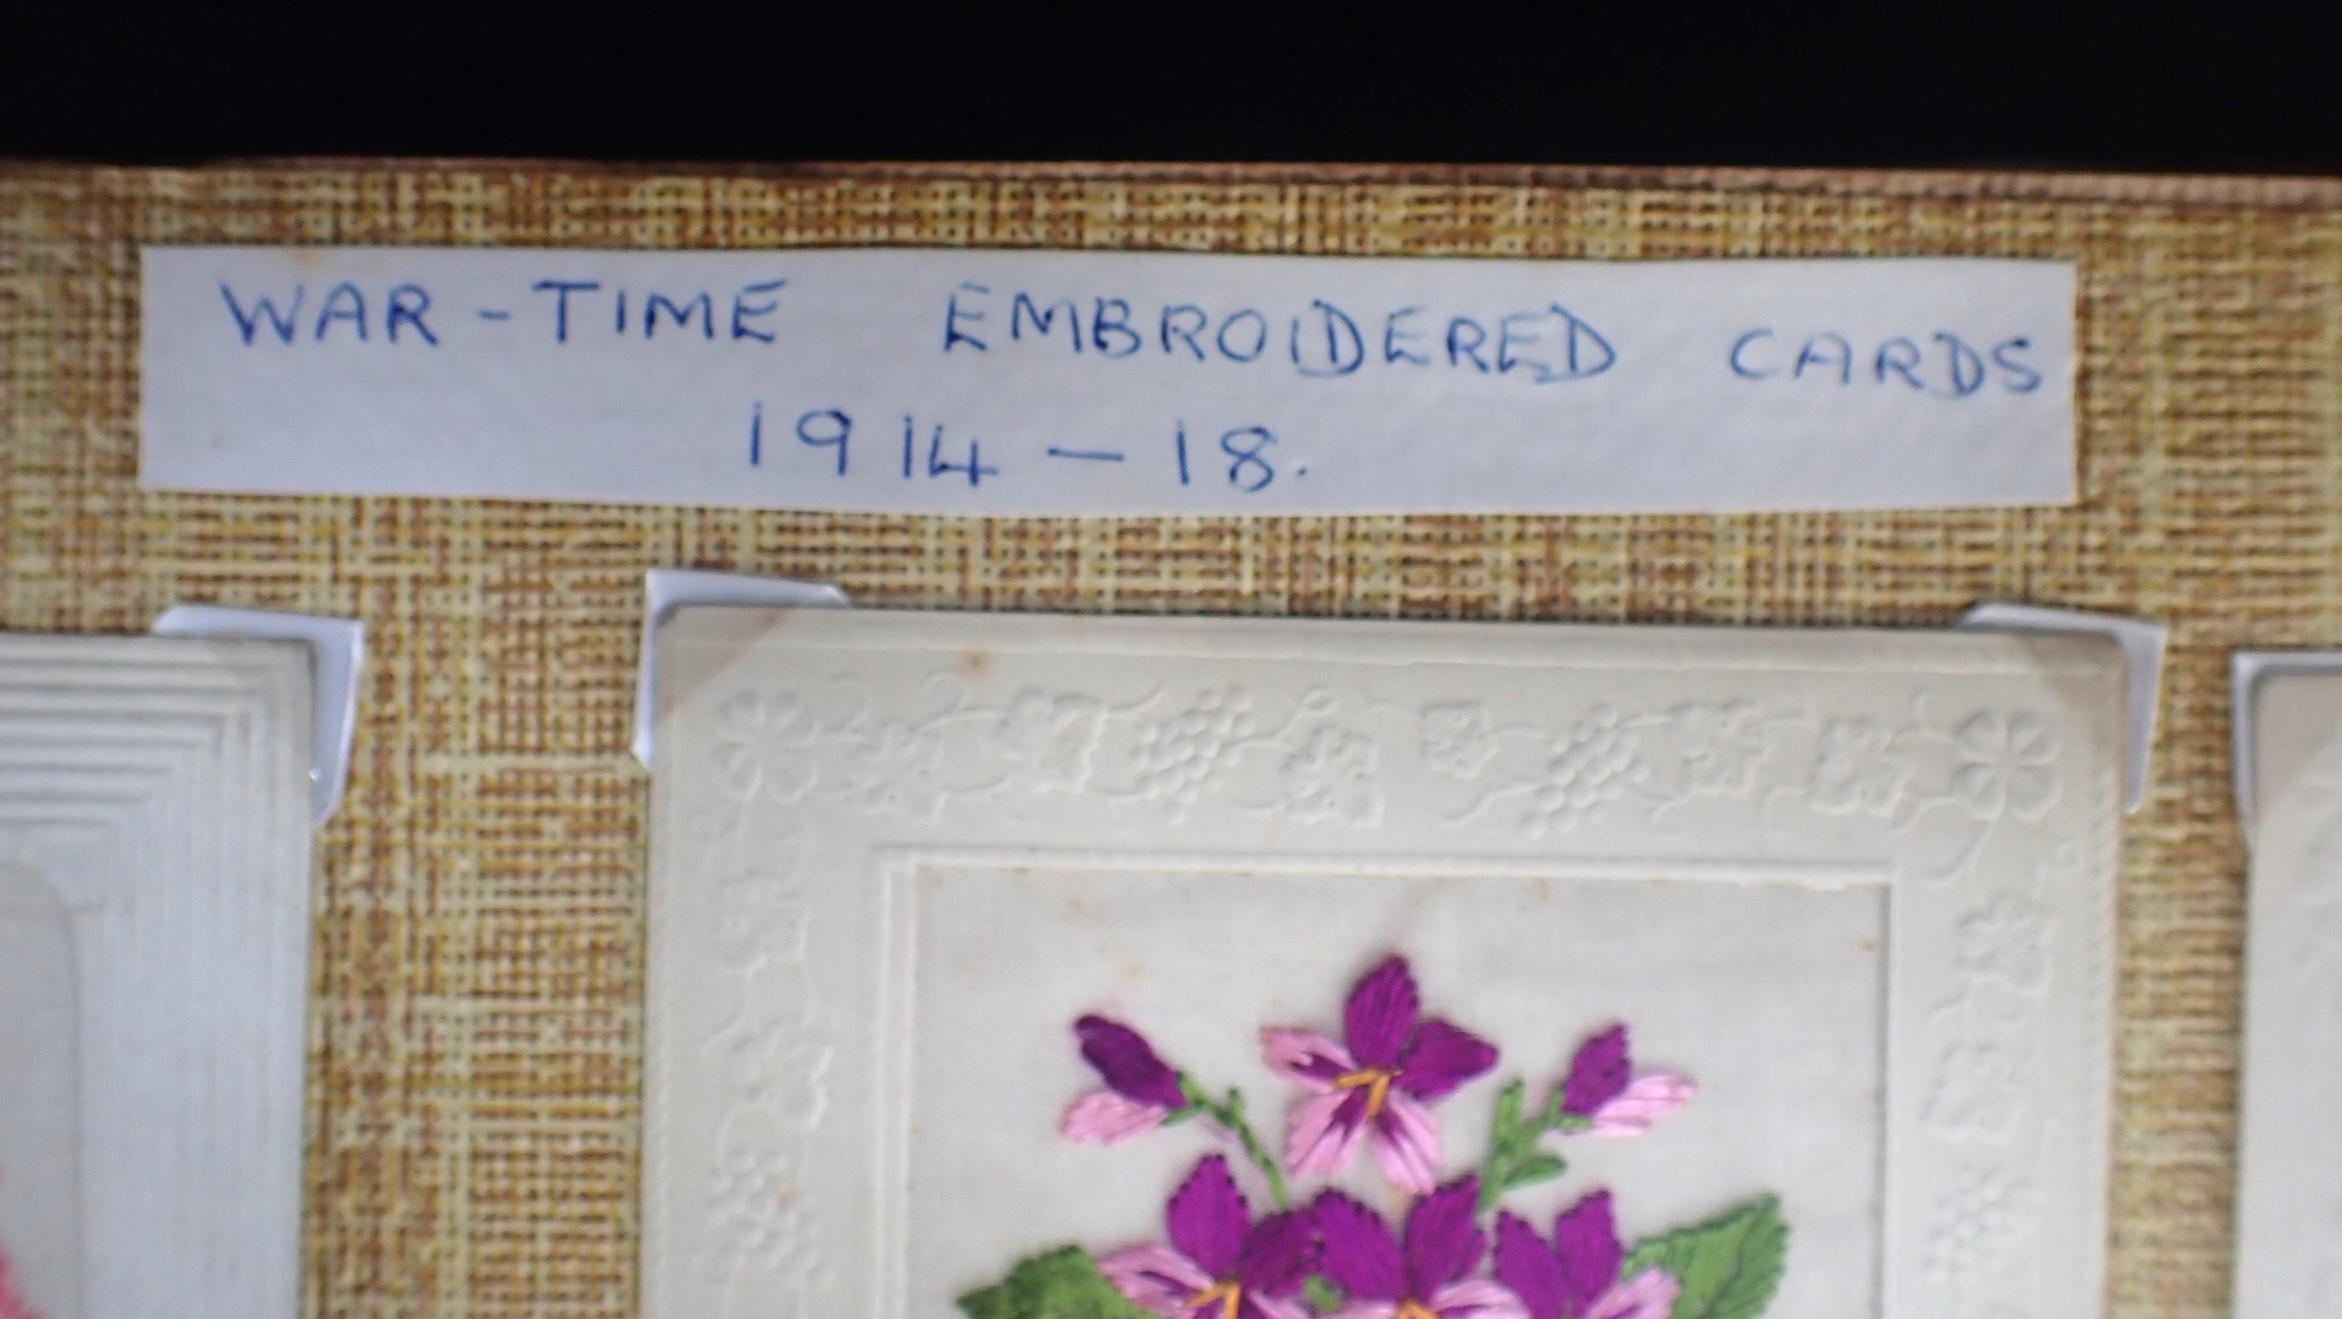 WAR-TIME EMBROIDERED CARDS
1914-18.